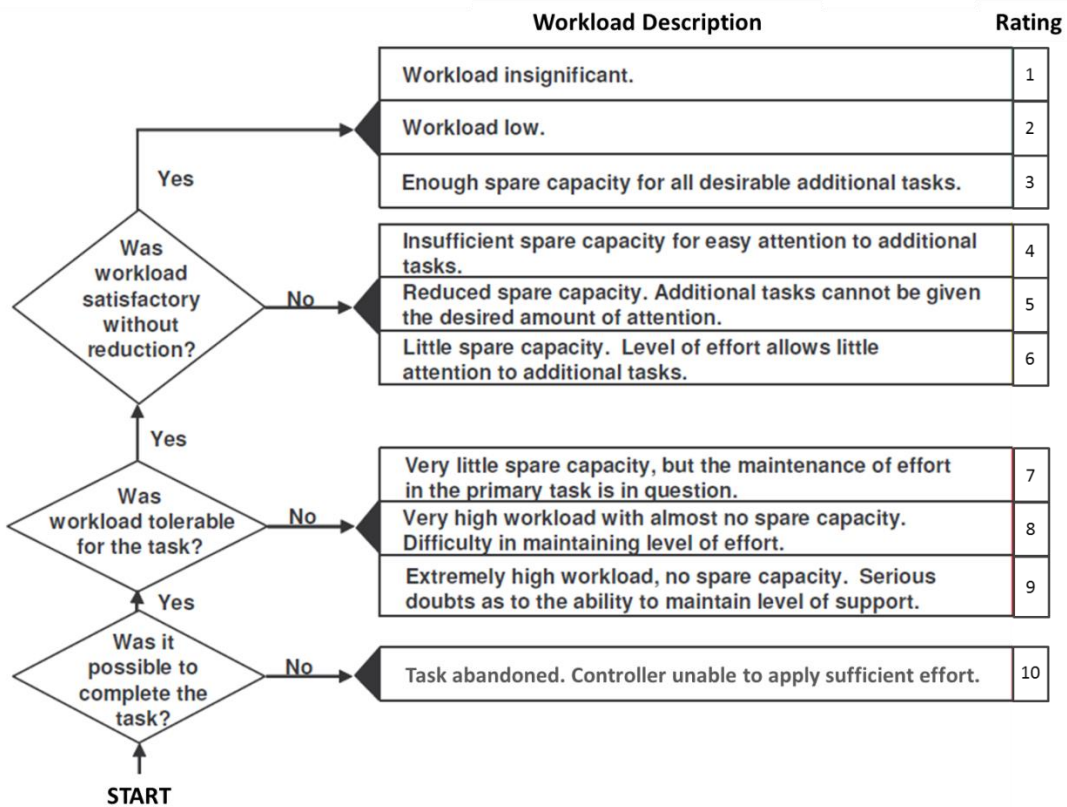 Workload Description
Rating
Workload insignificant.
1
Workload low.
2
Enough spare capacity for all desirable additional tasks.
3
Yes
Was
workload
satisfactory
without
reduction?
No
Insufficient spare capacity for easy attention to additional
tasks.
4
Reduced spare capacity. Additional tasks cannot be given
the desired amount of attention.
5
Little spare capacity. Level of effort allows little
attention to additional tasks.
6
Yes
Was
workload tolerable
for the task?
No
Very little spare capacity, but the maintenance of effort
in the primary task is in question.
7
Very high workload with almost no spare capacity.
Difficulty in maintaining level of effort.
8
Extremely high workload, no spare capacity. Serious
doubts as to the ability to maintain level of support.
9
Yes
Was it
possible to
complete the
task?
No
Task abandoned. Controller unable to apply sufficient effort.
10
START